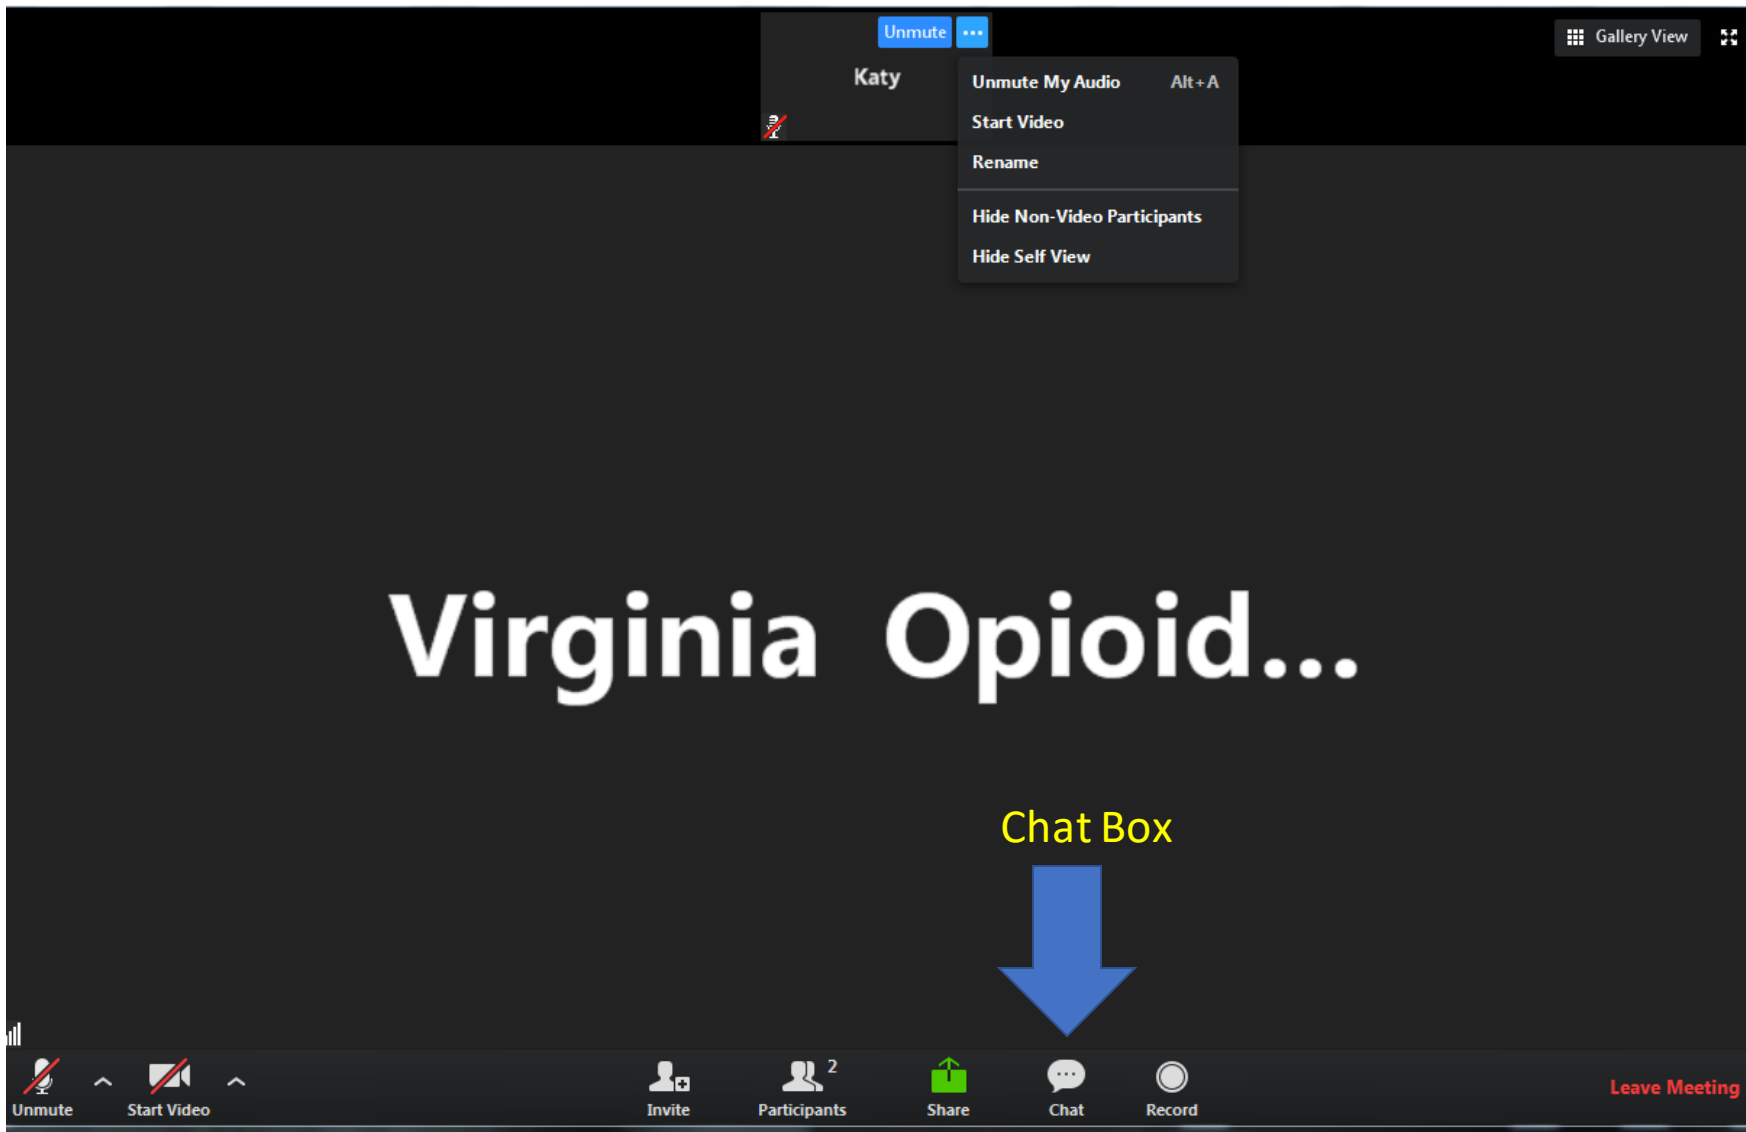 Unmute ...
Gallery View
Katy
Unmute My Audio Alt+A
Start Video
Rename
Hide Non-Video Participants
Hide Self View
Virginia Opioid...
Chat Box
2
Unmute
Start Video
Invite
Participants
Share
Chat
Record
Leave Meeting